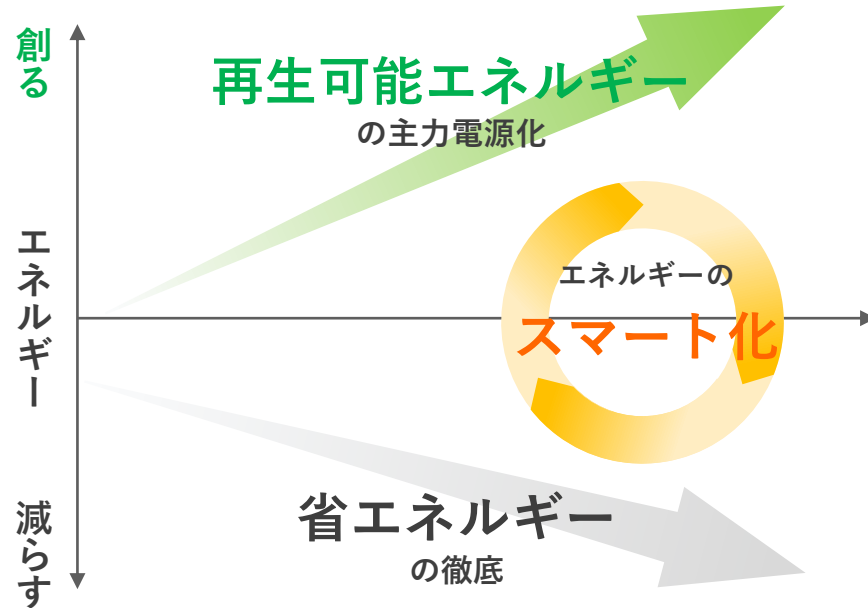 創る
エネルギー
減らす
再生可能エネルギー
の主力電源化
エネルギーの
スマート化
省エネルギー
の徹底